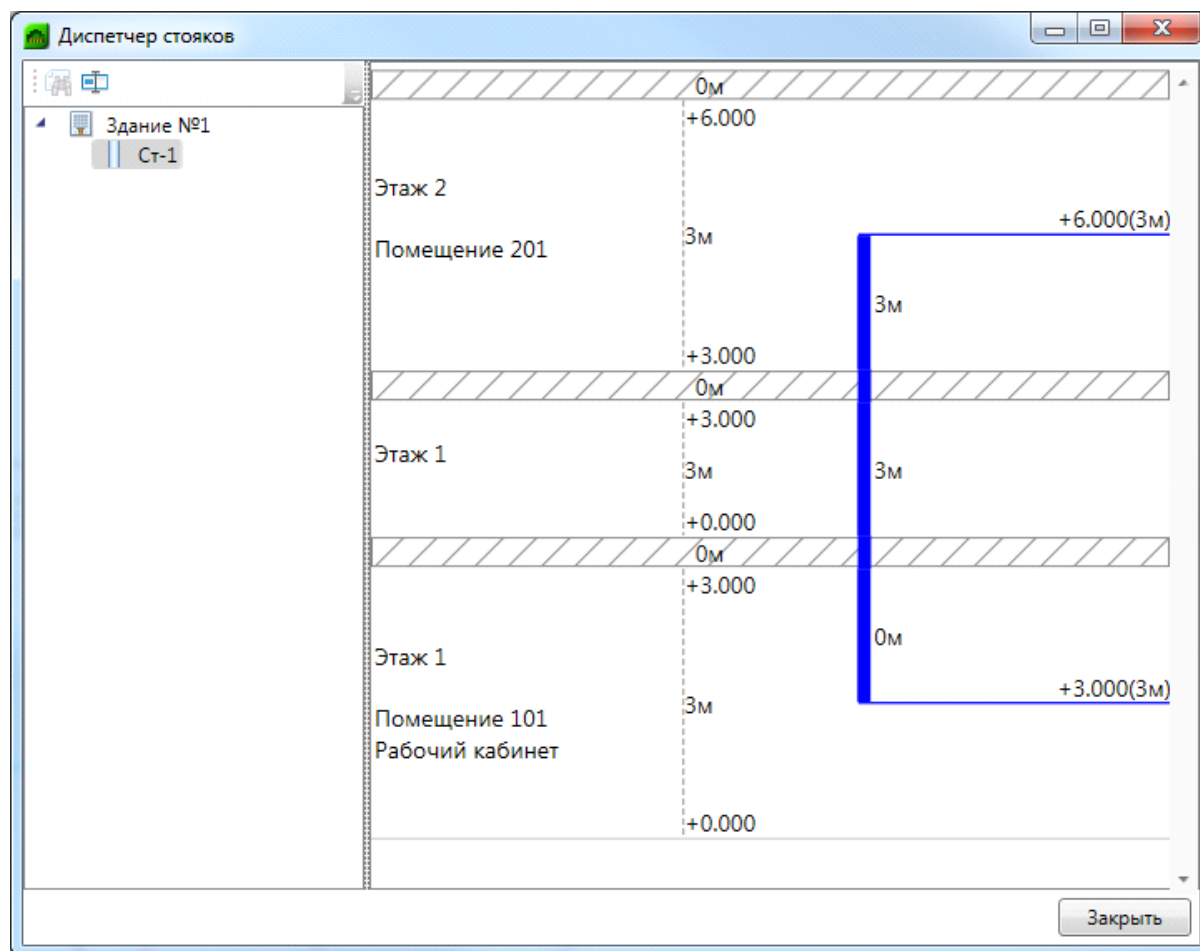 Диспетчер стояков
Здание №1
Ст-1
0м
+6.000
Этаж 2
+6.000(3м)
3м
Помещение 201
3м
+3.000
0м
+3.000
Этаж 1
3м
3м
+0.000
0м
+3.000
0м
Этаж 1
+3.000(3м)
3м
Помещение 101
Рабочий кабинет
+0.000
Закрыть